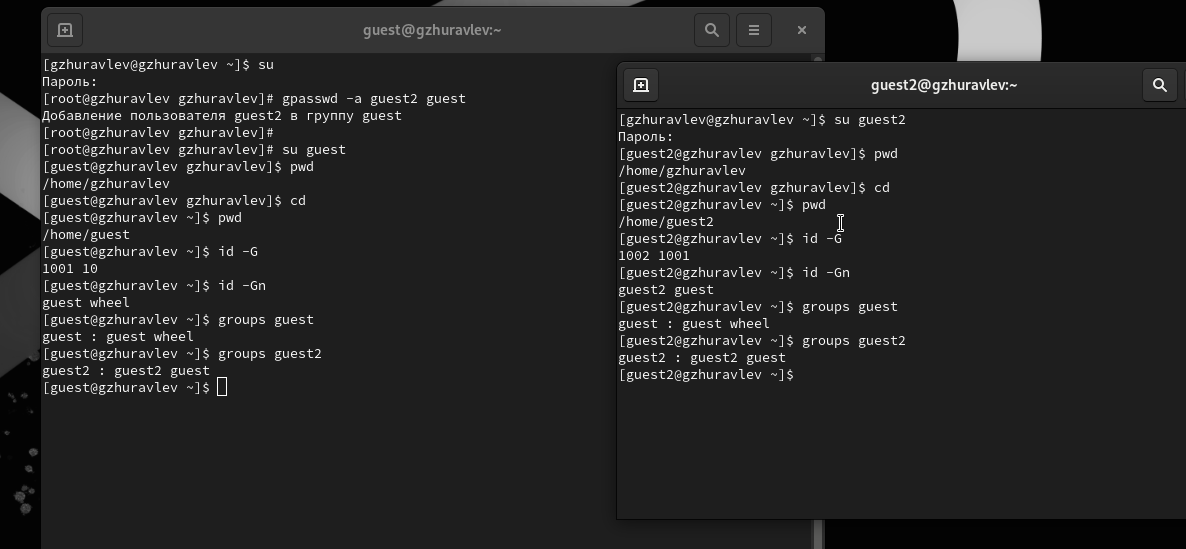 guest@gzhuravlev:~
[gzhuravlev@gzhuravlev ~]$ su
Пароль:
[root@gzhuravlev gzhuravlev]# gpasswd -a guest2 guest
Добавление пользователя guest2 в группу guest
[root@gzhuravlev gzhuravlev]#
[root@gzhuravlev gzhuravlev]# su guest
[guest@gzhuravlev gzhuravlev]$ pwd
/home/gzhuravlev
[guest@gzhuravlev gzhuravlev]$ cd
[guest@gzhuravlev ~]$ pwd
/home/guest
[guest@gzhuravlev ~]$ id -G
1001 10
[guest@gzhuravlev ~]$ id -Gn
guest wheel
[guest@gzhuravlev ~]$ groups guest
guest : guest wheel
[guest@gzhuravlev ~]$ groups guest2
guest2 : guest2 guest
[guest@gzhuravlev ~]$
guest2@gzhuravlev:~
[gzhuravlev@gzhuravlev ~]$ su guest2
Пароль:
[guest2@gzhuravlev gzhuravlev]$ pwd
/home/gzhuravlev
[guest2@gzhuravlev gzhuravlev]$ cd
[guest2@gzhuravlev ~]$ pwd
/home/guest2
[guest2@gzhuravlev ~]$ id -G
1002 1001
[guest2@gzhuravlev ~]$ id -Gn
guest2 guest
[guest2@gzhuravlev ~]$ groups guest
guest : guest wheel
[guest2@gzhuravlev ~]$ groups guest2
guest2 : guest2 guest
[guest2@gzhuravlev ~]$